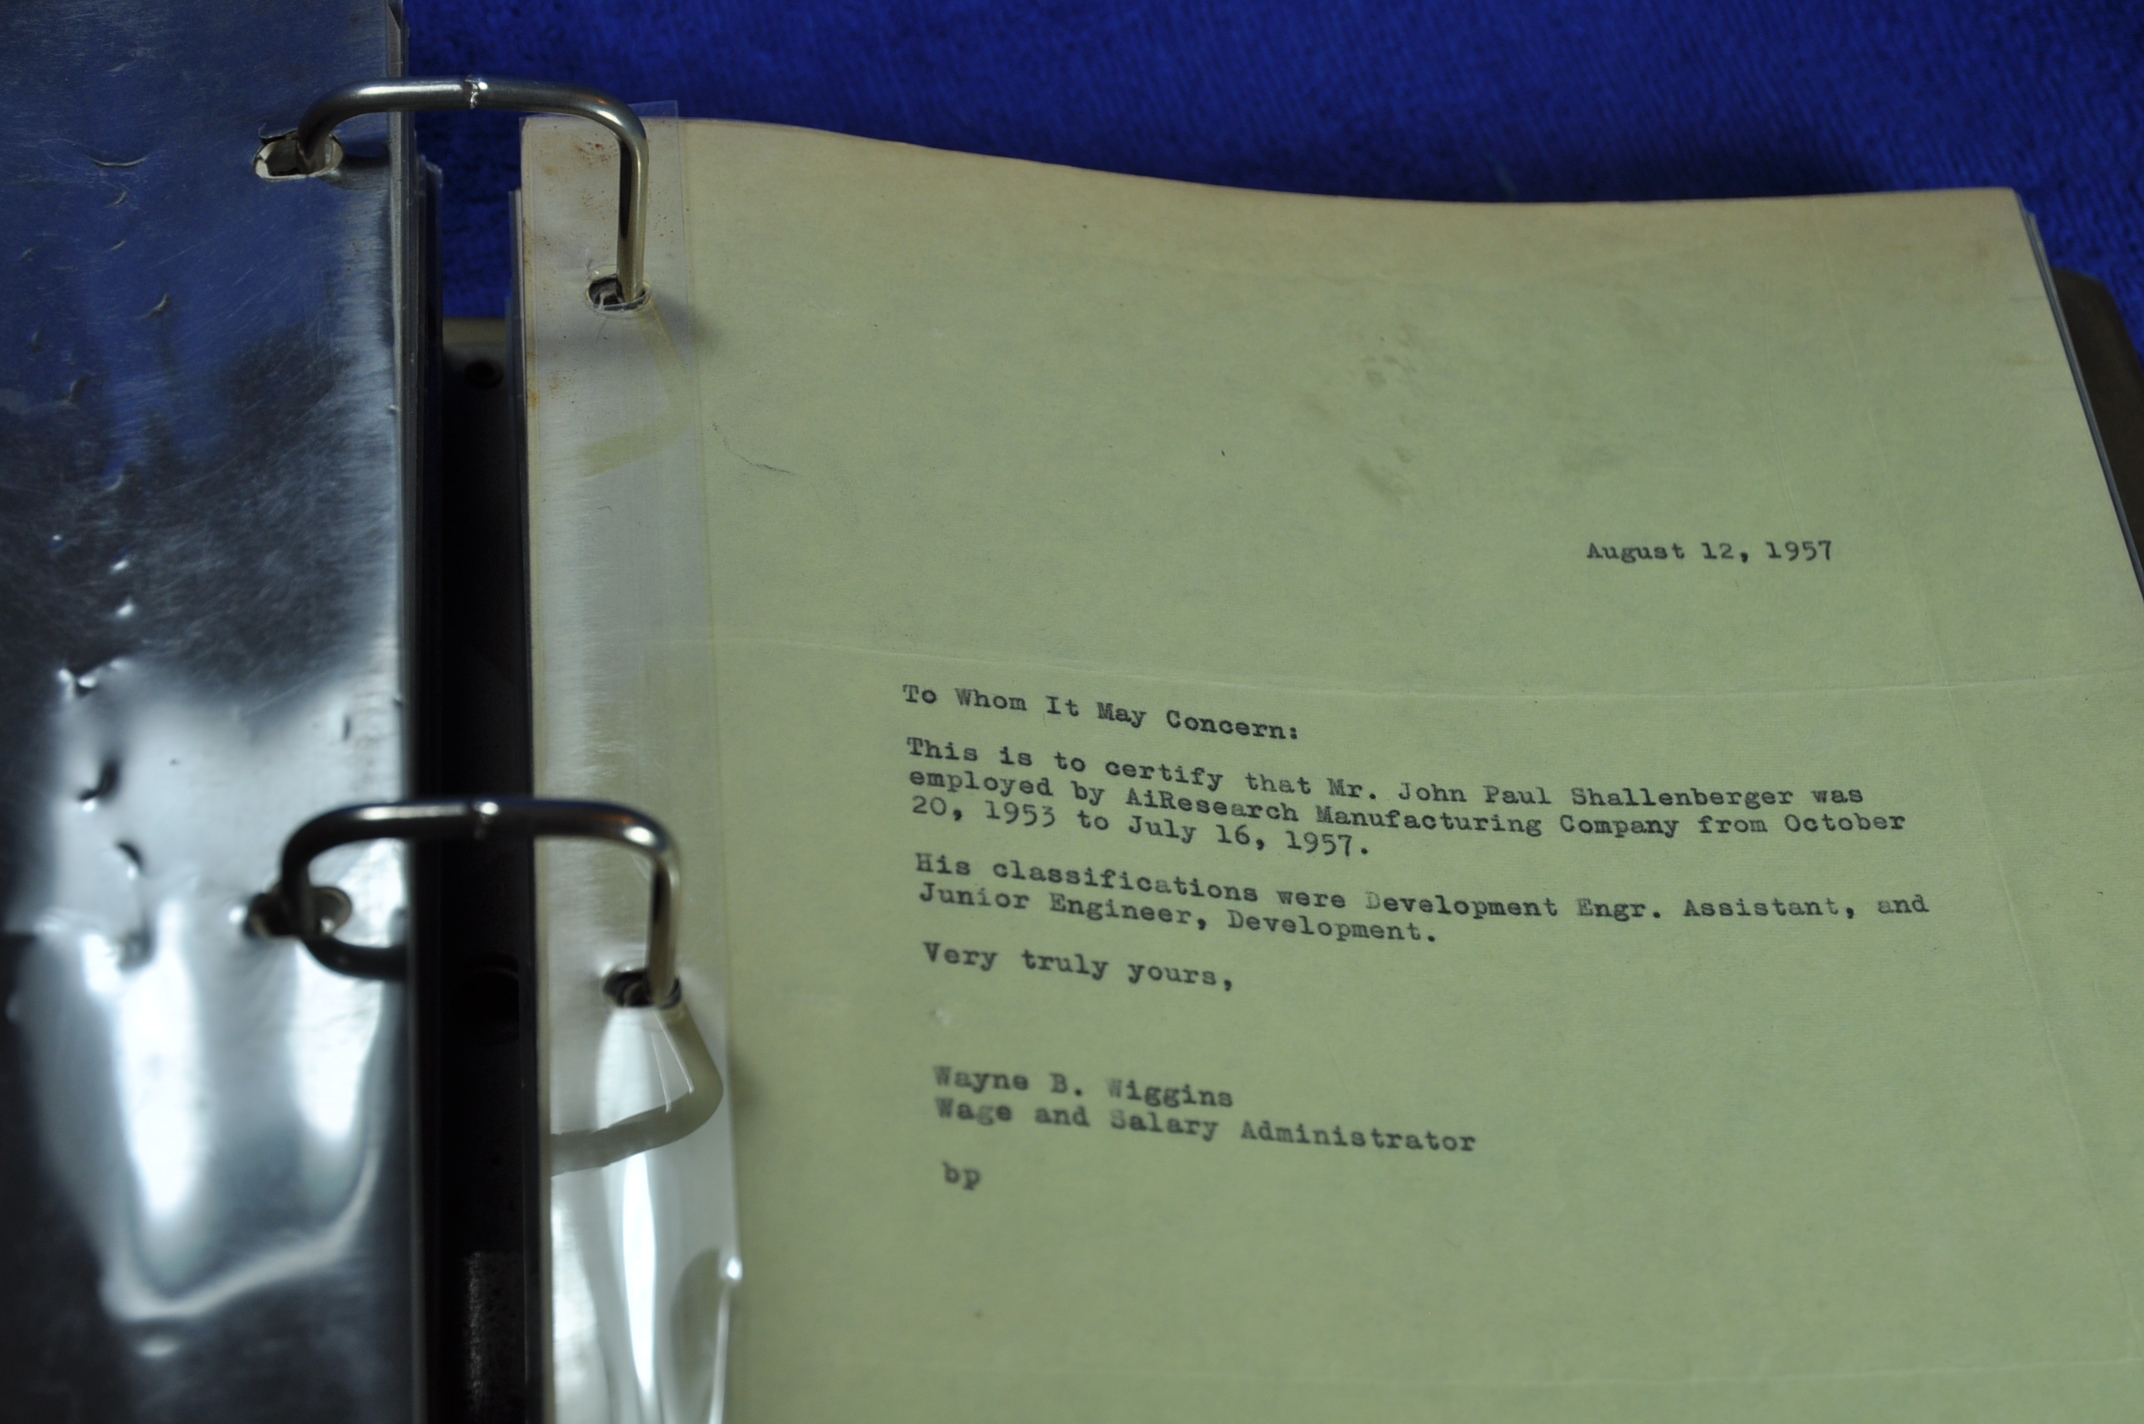 August 12, 1957
To Whom It May Concern:
This is to certify that Mr. John Paul Shallenberger was
employed by AiResearch Manufacturing Company from October
20, 1953 to July 16, 1957.
His classifications were Development Engr. Assistant, and
Junior Engineer, Development.
Very truly yours,
Wayne B. Wiggins
Wage and Salary Administrator
bp